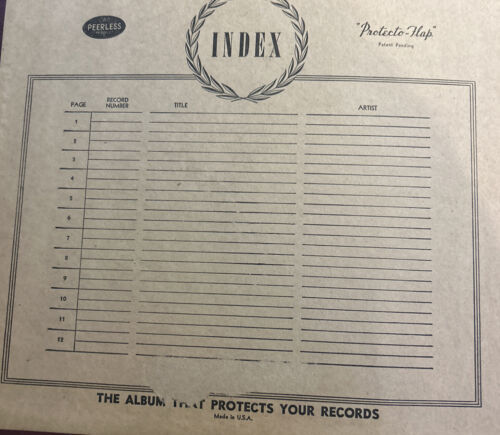 PEERLESS
INDEX
"Protecto-Flap"
Patent Pending
PAGE RECORD NUMBER TITLE ARTIST
1
2
3
4
5
6
7
8
9
10
11
12
THE ALBUM THAT PROTECTS YOUR RECORDS
Made in U.S.A.